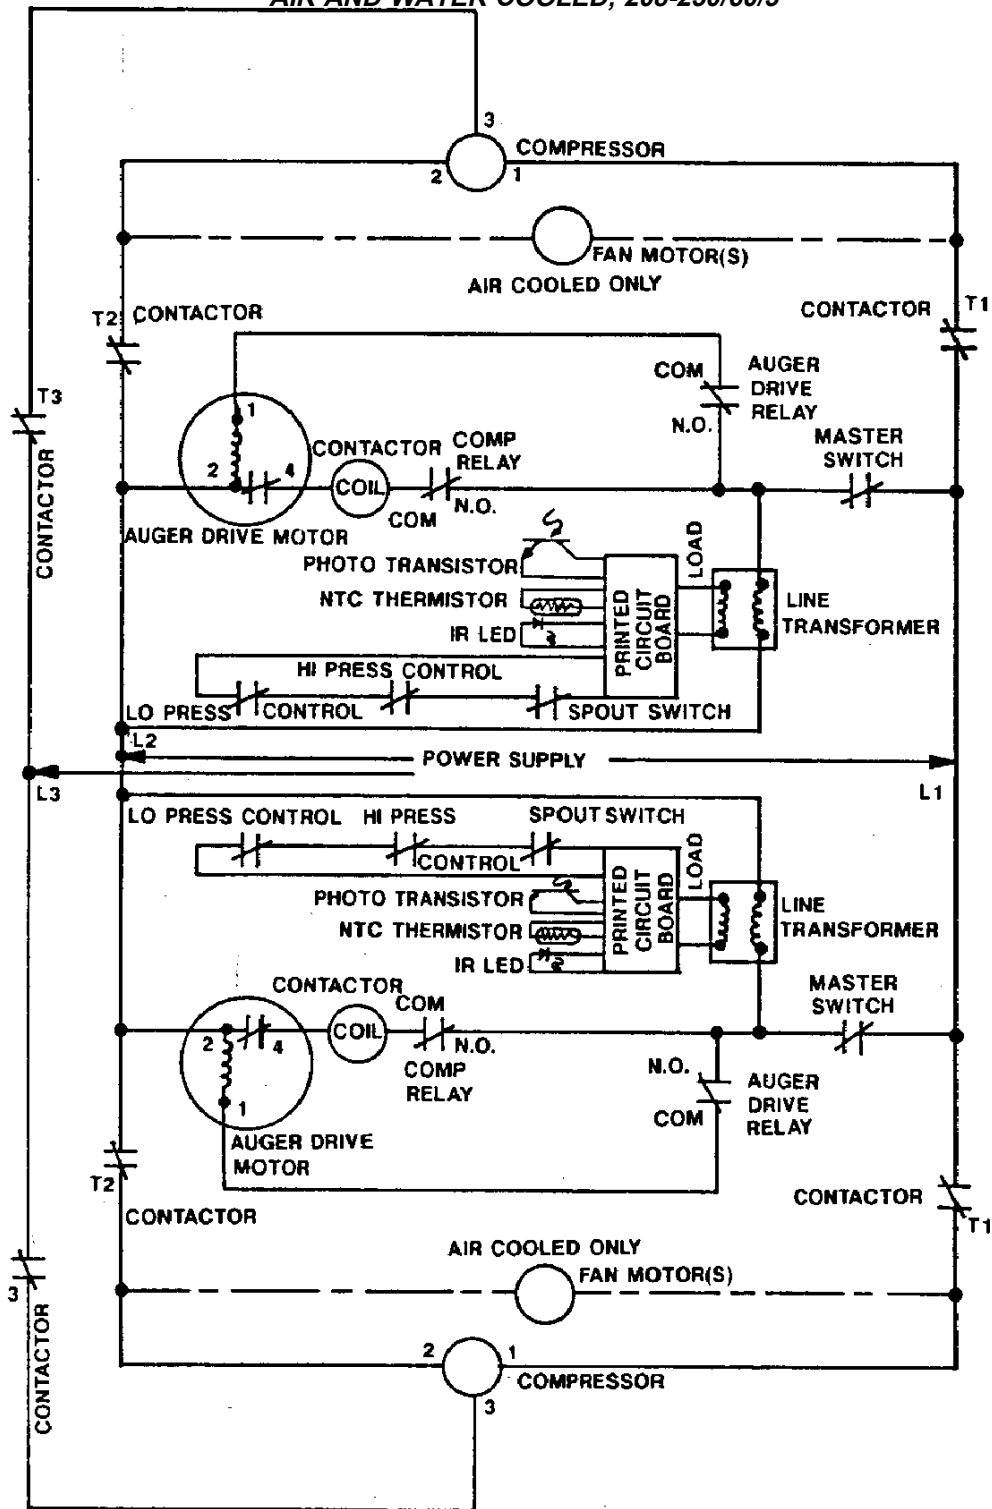 AIR AND WATER COOLED, 208-230/60/3
3
COMPRESSOR
2
1
FAN MOTOR(S)
AIR COOLED ONLY
T2
CONTACTOR
CONTACTOR
T1
T3
CONTACTOR
1
COM
AUGER
DRIVE
RELAY
N.O.
CONTACTOR
COMP
RELAY
MASTER
SWITCH
2
4
COIL
COM
N.O.
AUGER DRIVE MOTOR
PHOTO TRANSISTOR
NTC THERMISTOR
IR LED
PRINTED
CIRCUIT
BOARD
LOAD
LINE
TRANSFORMER
HI PRESS CONTROL
LO PRESS
CONTROL
SPOUT SWITCH
L2
POWER SUPPLY
L3
L1
LO PRESS CONTROL
HI PRESS
CONTROL
SPOUT SWITCH
PHOTO TRANSISTOR
NTC THERMISTOR
IR LED
PRINTED
CIRCUIT
BOARD
LOAD
LINE
TRANSFORMER
CONTACTOR
COM
MASTER
SWITCH
2
4
COIL
N.O.
COMP
RELAY
1
N.O.
COM
AUGER
DRIVE
RELAY
AUGER DRIVE
MOTOR
T2
CONTACTOR
CONTACTOR
T1
AIR COOLED ONLY
FAN MOTOR(S)
3
CONTACTOR
2
1
COMPRESSOR
3